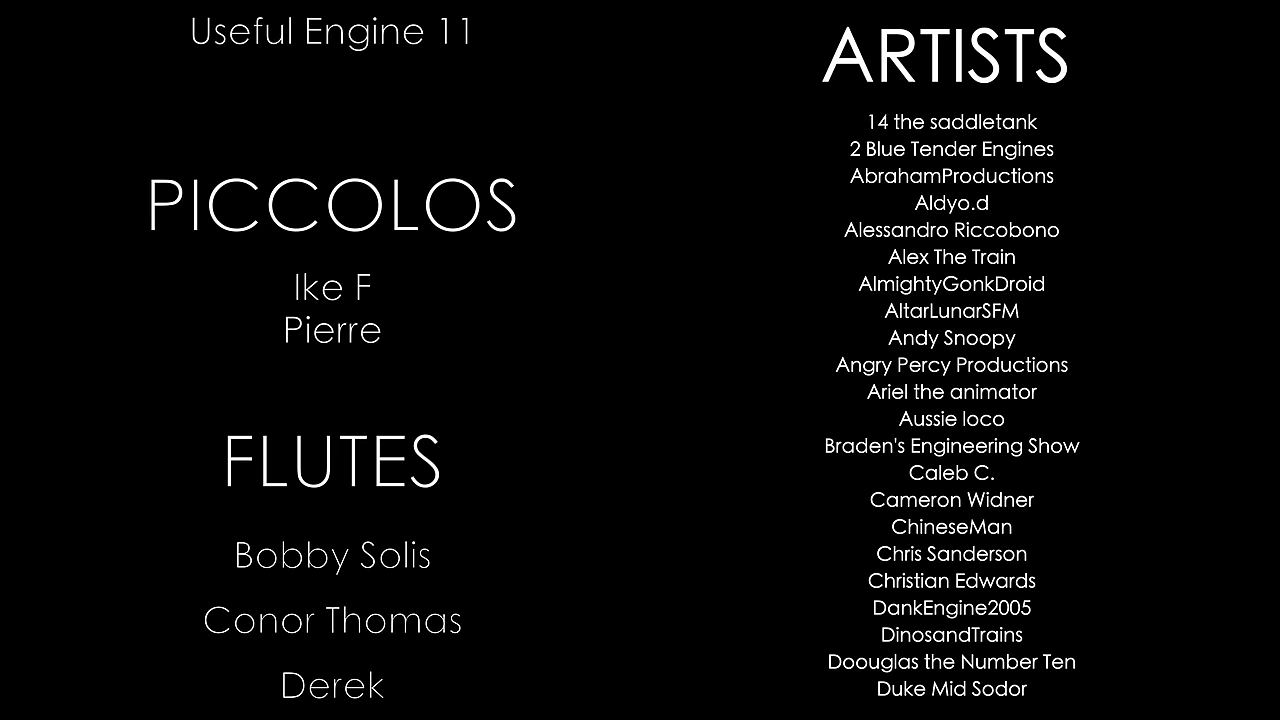 Useful Engine 11
PICCOLOS
Ike F
Pierre
FLUTES
Bobby Solis
Conor Thomas
Derek
ARTISTS
14 the saddletank
2 Blue Tender Engines
AbrahamProductions
Aldyo.d
Alessandro Riccobono
Alex The Train
AlmightyGonkDroid
AltarLunarSFM
Andy Snoopy
Angry Percy Productions
Ariel the animator
Aussie loco
Braden's Engineering Show
Caleb C.
Cameron Widner
ChineseMan
Chris Sanderson
Christian Edwards
DankEngine2005
DinosandTrains
Doouglas the Number Ten
Duke Mid Sodor